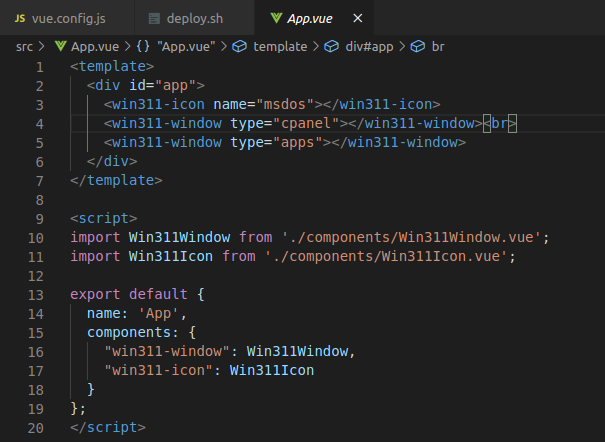 JS vue.config.js deploy.sh App.vue ×
src > App.vue > {} "App.vue" > template > div#app > br
1 <template>
2 <div id="app">
3 <win311-icon name="msdos"></win311-icon>
4 <win311-window type="cpanel"></win311-window><br>
5 <win311-window type="apps"></win311-window>
6 </div>
7 </template>
8
9 <script>
10 import Win311Window from './components/Win311Window.vue';
11 import Win311Icon from './components/Win311Icon.vue';
12
13 export default {
14 name: 'App',
15 components: {
16 "win311-window": Win311Window,
17 "win311-icon": Win311Icon
18 }
19 };
20 </script>